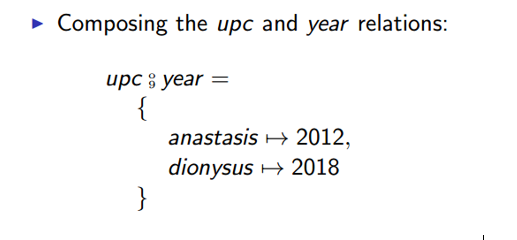 ▶ Composing the upc and year relations:
upc ⨾ year =
{
anastasis ↦ 2012,
dionysus ↦ 2018
}